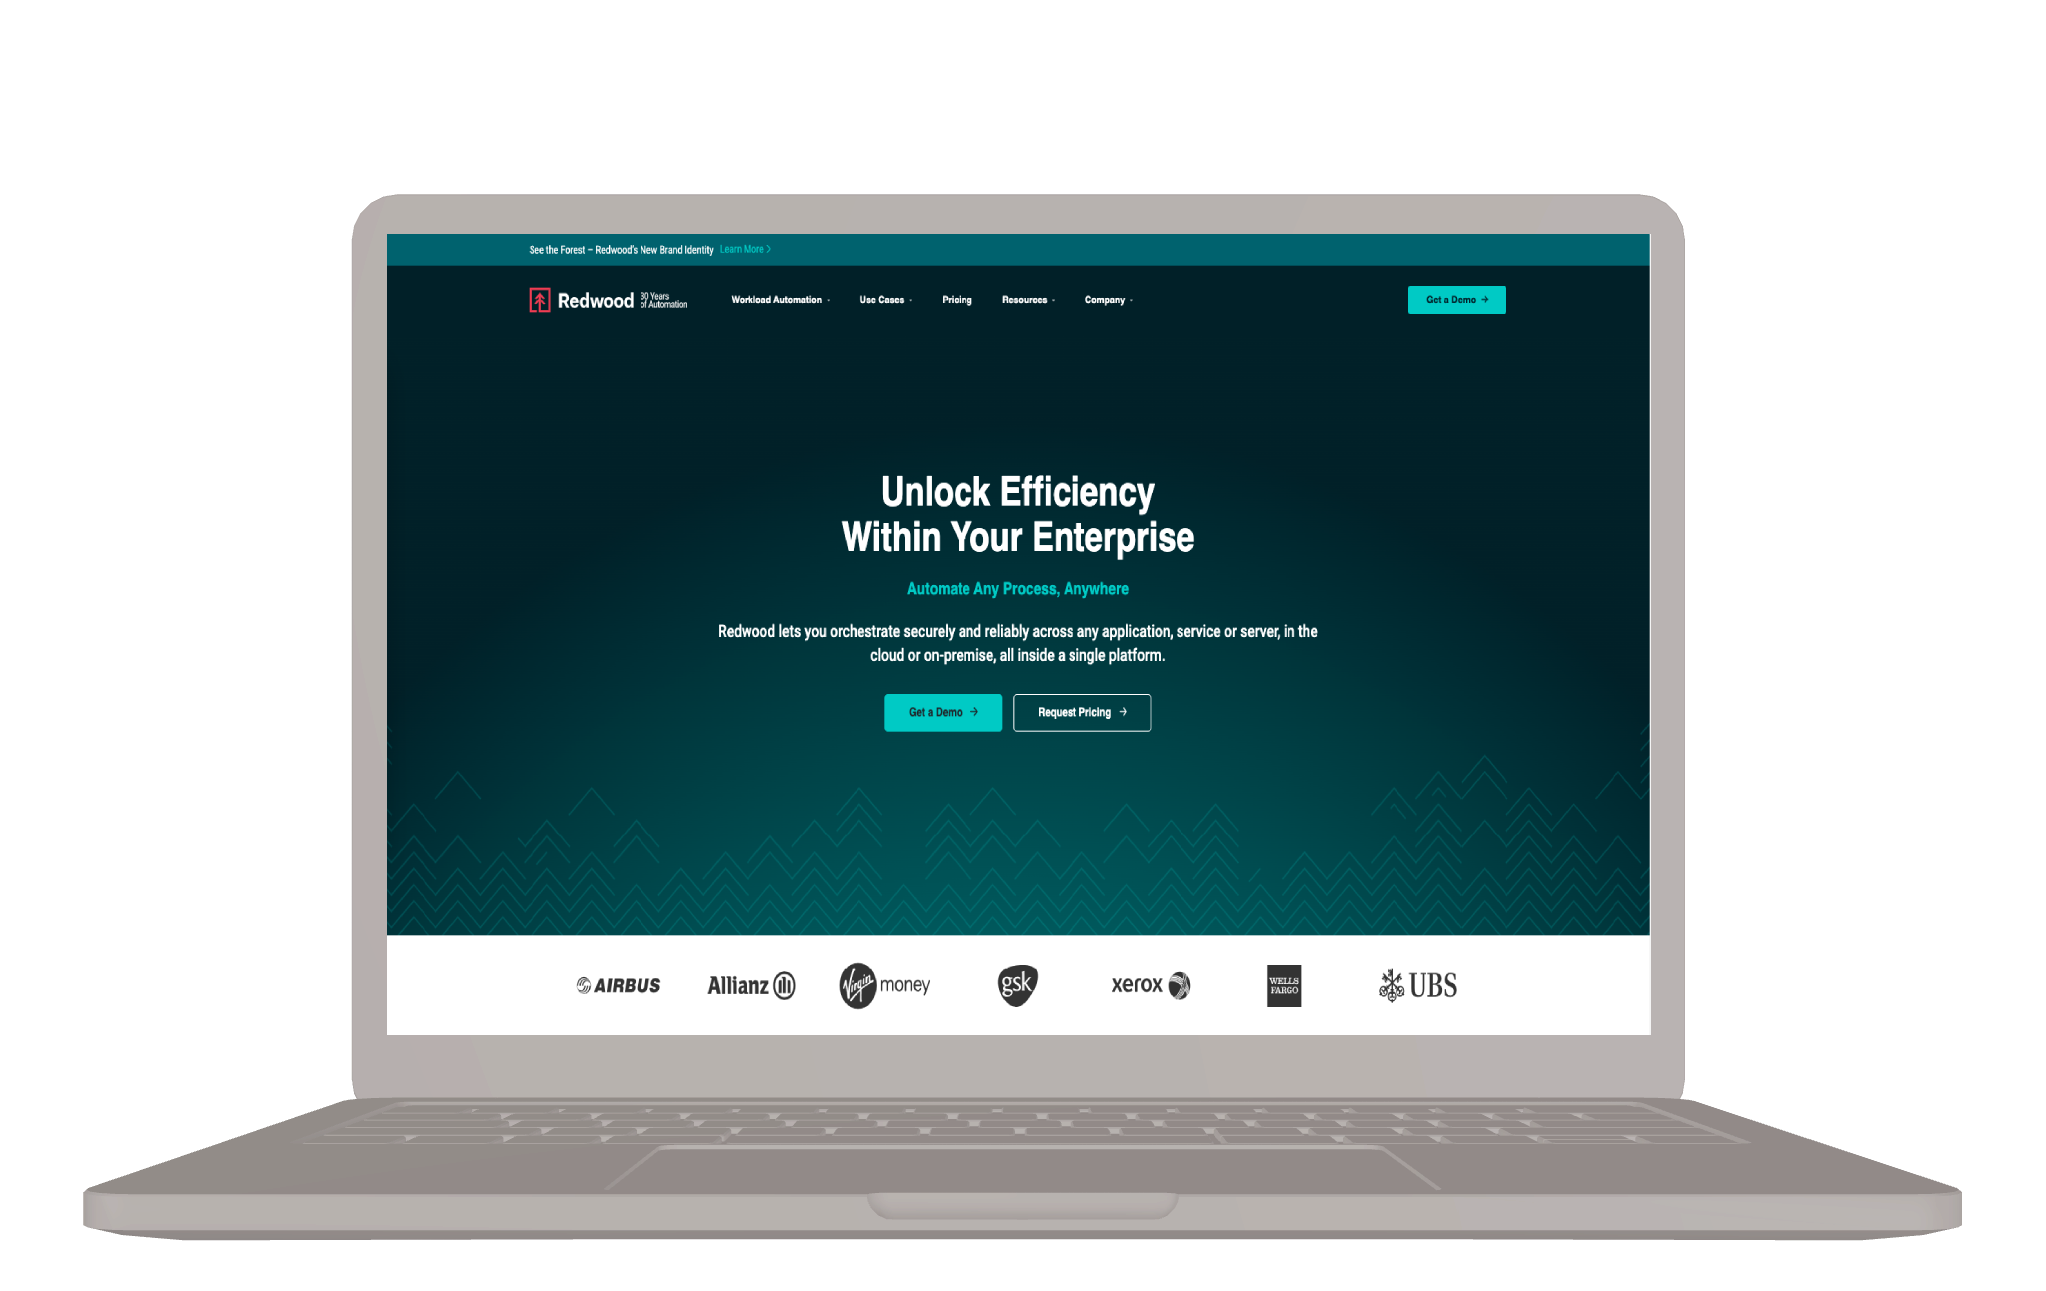 See the Forest – Redwood's New Brand Identity Learn More
Redwood 30 Years of Automation
Workload Automation Use Cases Pricing Resources Company Get a Demo
Unlock Efficiency
Within Your Enterprise
Automate Any Process, Anywhere
Redwood lets you orchestrate securely and reliably across any application, service or server, in the
cloud or on-premise, all inside a single platform.
Get a Demo Request Pricing
AIRBUS Allianz Virgin money gsk xerox WELLS FARGO UBS